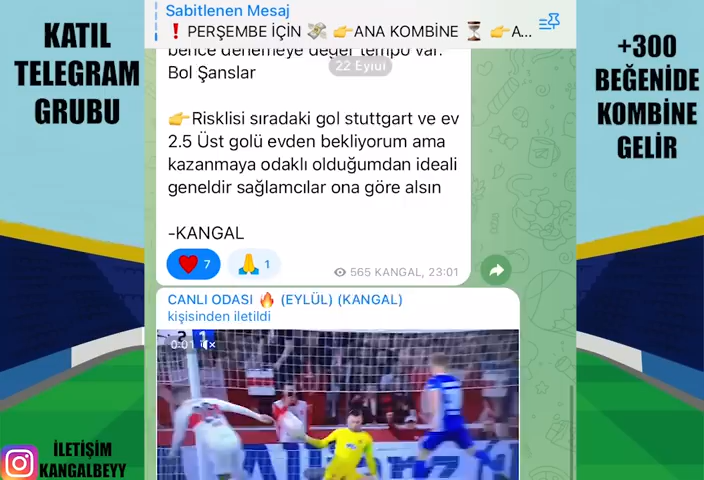 KATIL
TELEGRAM
GRUBU
Sabitlenen Mesaj
❗ PERŞEMBE İÇİN 💸 👉ANA KOMBİNE ⏳ 👉A...
bence denemeye değer tempo var.
22 Eylül
Bol Şanslar
👉Risklisi sıradaki gol stuttgart ve ev
2.5 Üst golü evden bekliyorum ama
kazanmaya odaklı olduğumdan ideali
geneldir sağlamcılar ona göre alsın
-KANGAL
❤ 7 🙏 1
565 KANGAL, 23:01
CANLI ODASI 🔥 (EYLÜL) (KANGAL)
kişisinden iletildi
0:01
2 1
Allianz
+300
BEĞENİDE
KOMBİNE
GELİR
İLETİŞİM
KANGALBEYY